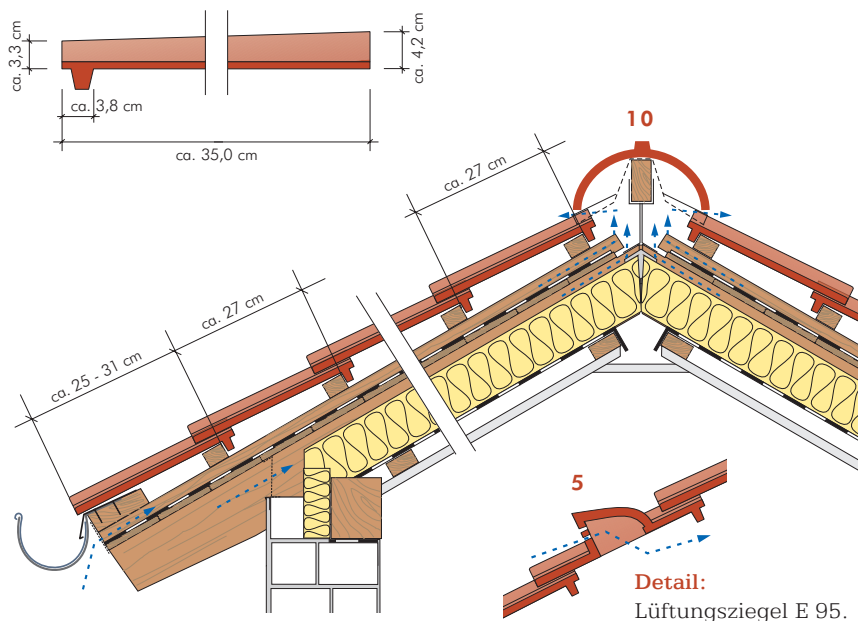 ca. 3,3 cm
ca. 4,2 cm
ca. 3,8 cm
ca. 35,0 cm
10
ca. 27 cm
ca. 27 cm
ca. 25 - 31 cm
5
Detail:
Lüftungsziegel E 95.